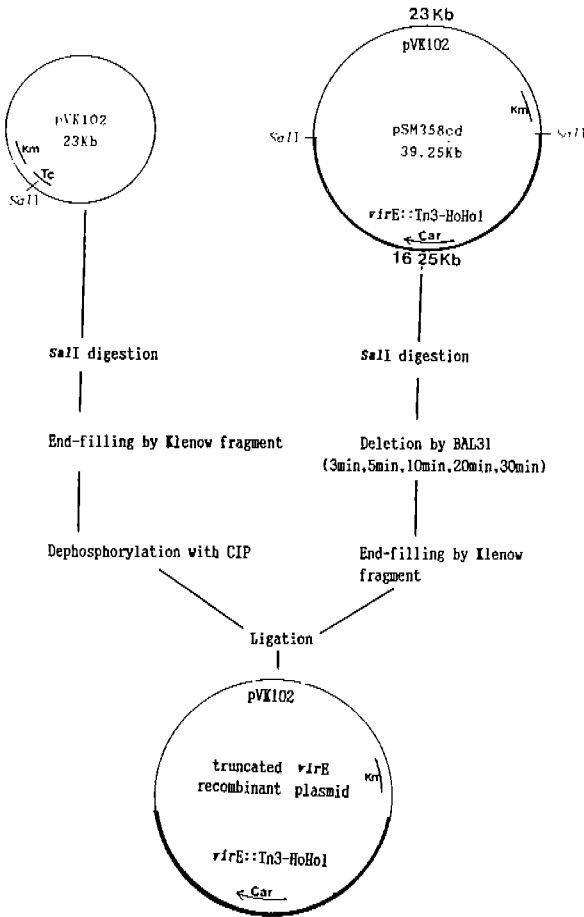 23 Kb
pVK102
pVK102
23Kb
Km
Tc
SalI
Km
SalI
SalI
pSM358cd
39.25Kb
virE::Tn3-HoHo1
Car
16 25Kb
SalI digestion
SalI digestion
End-filling by Klenow fragment
Deletion by BAL31
(3min,5min,10min,20min,30min)
Dephosphorylation with CIP
End-filling by Klenow
fragment
Ligation
pVK102
truncated virE
recombinant plasmid
Km
virE::Tn3-HoHo1
Car